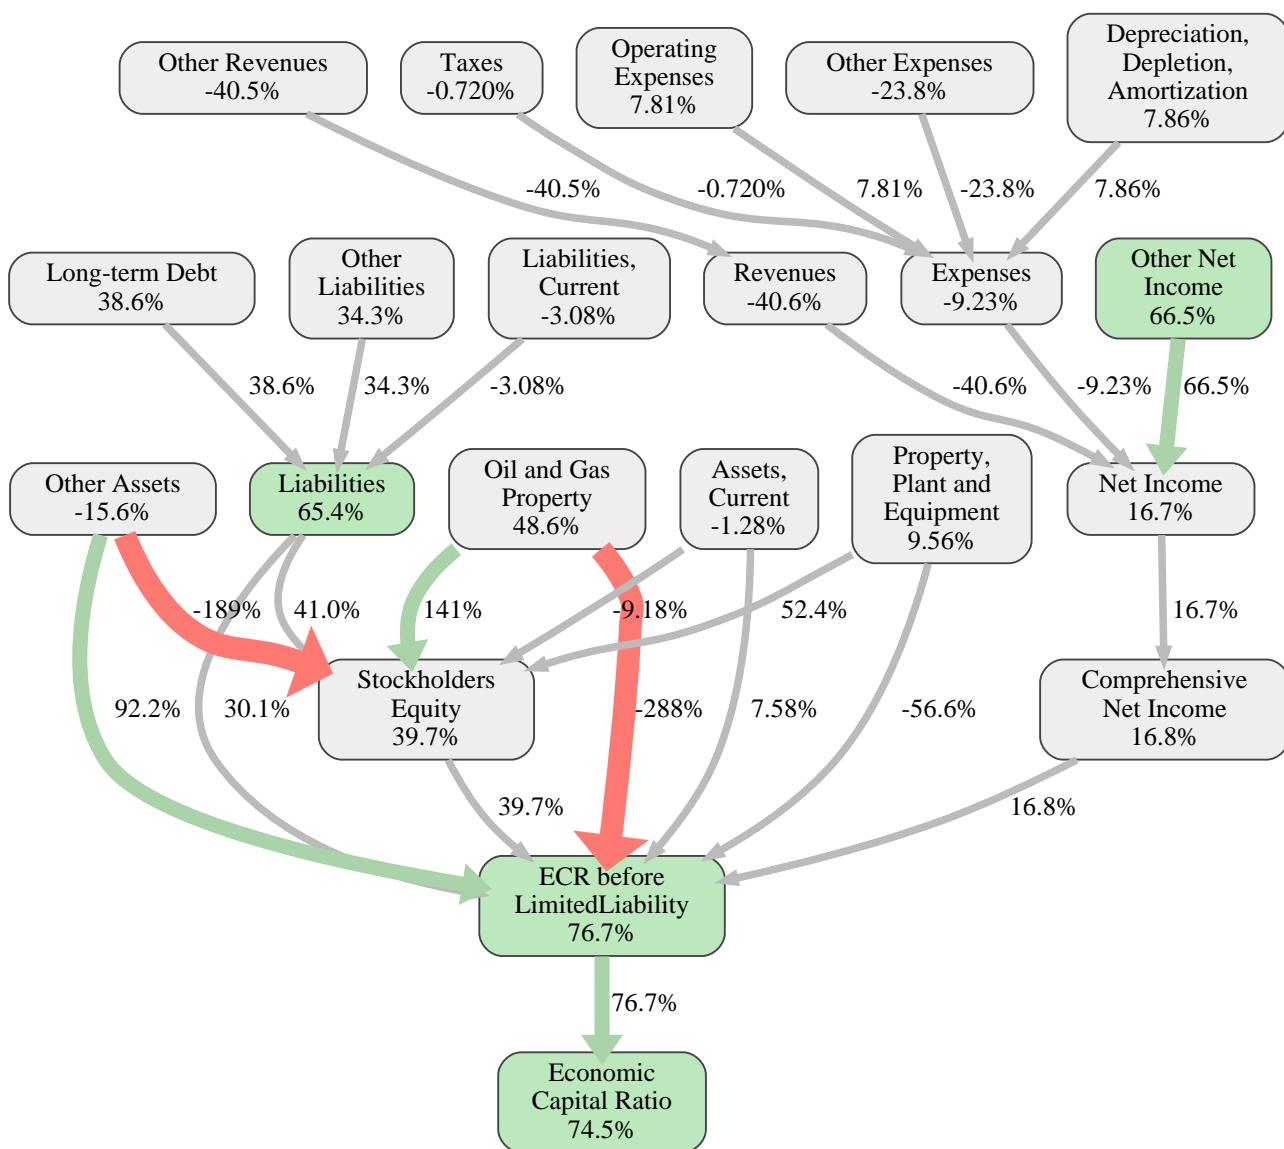 Other Revenues
-40.5%
Taxes
-0.720%
Operating
Expenses
7.81%
Other Expenses
-23.8%
Depreciation,
Depletion,
Amortization
7.86%
-40.5%
-0.720%
7.81%
-23.8%
7.86%
Long-term Debt
38.6%
Other
Liabilities
34.3%
Liabilities,
Current
-3.08%
Revenues
-40.6%
Expenses
-9.23%
Other Net
Income
66.5%
38.6%
34.3%
-3.08%
-40.6%
-9.23%
66.5%
Other Assets
-15.6%
Liabilities
65.4%
Oil and Gas
Property
48.6%
Assets,
Current
-1.28%
Property,
Plant and
Equipment
9.56%
Net Income
16.7%
-189%
41.0%
141%
-9.18%
52.4%
16.7%
92.2%
30.1%
Stockholders
Equity
39.7%
-288%
7.58%
-56.6%
Comprehensive
Net Income
16.8%
39.7%
16.8%
ECR before
LimitedLiability
76.7%
76.7%
Economic
Capital Ratio
74.5%